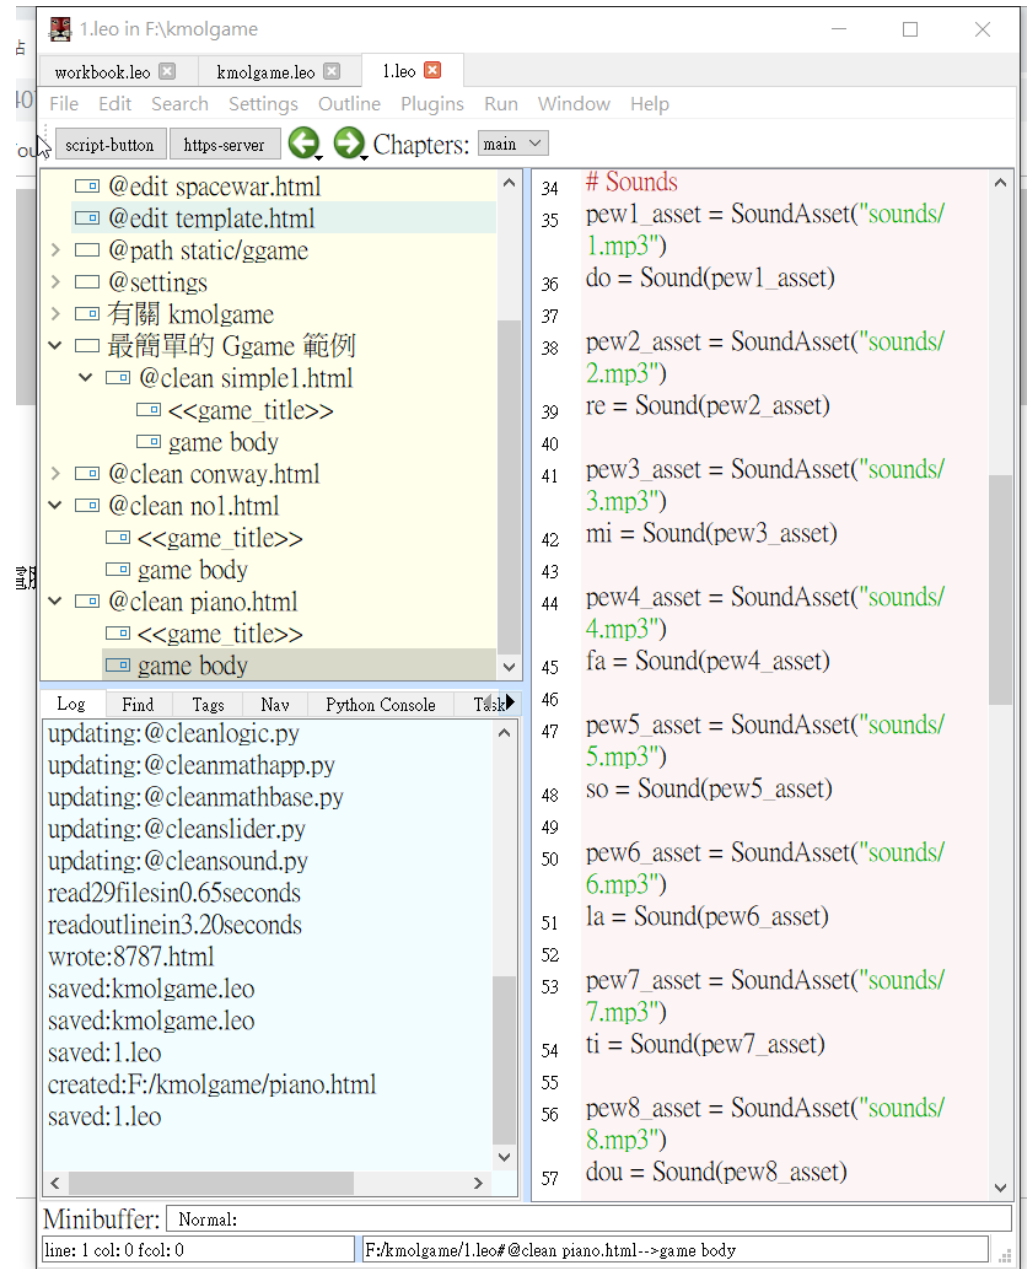 1.leo in F:\kmolgame
站
workbook.leo
kmolgame.leo
1.leo
File Edit Search Settings Outline Plugins Run Window Help
script-button
https-server
Chapters:
main
@edit spacewar.html
@edit template.html
@path static/ggame
@settings
有關 kmolgame
最簡單的 Ggame 範例
@clean simple1.html
<<game_title>>
game body
@clean conway.html
@clean no1.html
<<game_title>>
game body
@clean piano.html
<<game_title>>
game body
Log Find Tags Nav Python Console Task
updating:@cleanlogic.py
updating:@cleanmathapp.py
updating:@cleanmathbase.py
updating:@cleanslider.py
updating:@cleansound.py
read29filesin0.65seconds
readoutlinein3.20seconds
wrote:8787.html
saved:kmolgame.leo
saved:kmolgame.leo
saved:1.leo
created:F:/kmolgame/piano.html
saved:1.leo
34 # Sounds
35 pew1_asset = SoundAsset("sounds/
1.mp3")
36 do = Sound(pew1_asset)
37
38 pew2_asset = SoundAsset("sounds/
2.mp3")
39 re = Sound(pew2_asset)
40
41 pew3_asset = SoundAsset("sounds/
3.mp3")
42 mi = Sound(pew3_asset)
43
44 pew4_asset = SoundAsset("sounds/
4.mp3")
45 fa = Sound(pew4_asset)
46
47 pew5_asset = SoundAsset("sounds/
5.mp3")
48 so = Sound(pew5_asset)
49
50 pew6_asset = SoundAsset("sounds/
6.mp3")
51 la = Sound(pew6_asset)
52
53 pew7_asset = SoundAsset("sounds/
7.mp3")
54 ti = Sound(pew7_asset)
55
56 pew8_asset = SoundAsset("sounds/
8.mp3")
57 dou = Sound(pew8_asset)
Minibuffer: Normal:
line: 1 col: 0 fcol: 0
F:/kmolgame/1.leo#@clean piano.html-->game body